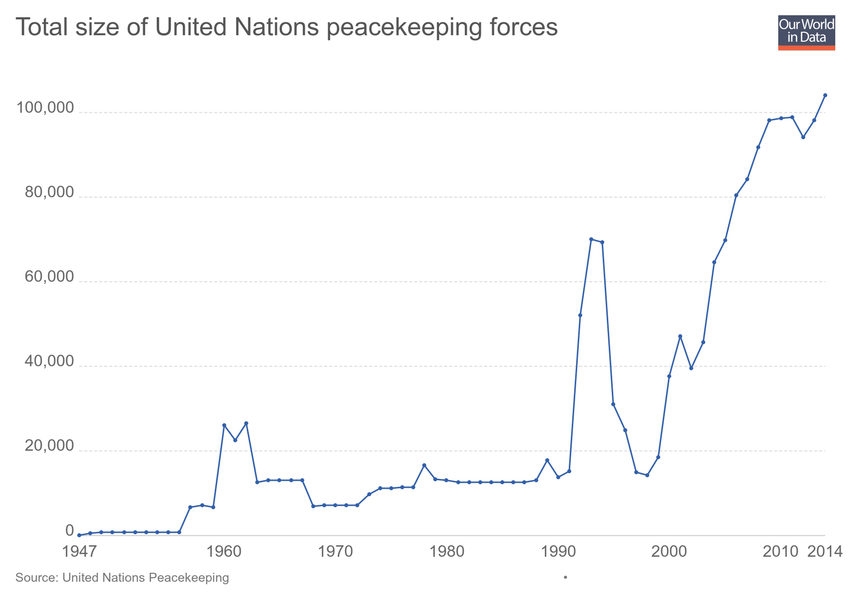 Total size of United Nations peacekeeping forces
Our World
in Data
100,000
80,000
60,000
40,000
20,000
0
1947 1960 1970 1980 1990 2000 2010 2014
Source: United Nations Peacekeeping